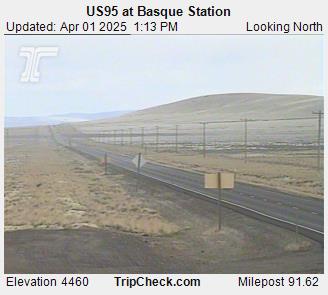 US95 at Basque Station
Updated: Apr 01 2025 1:13 PM Looking North
Elevation 4460 TripCheck.com Milepost 91.62